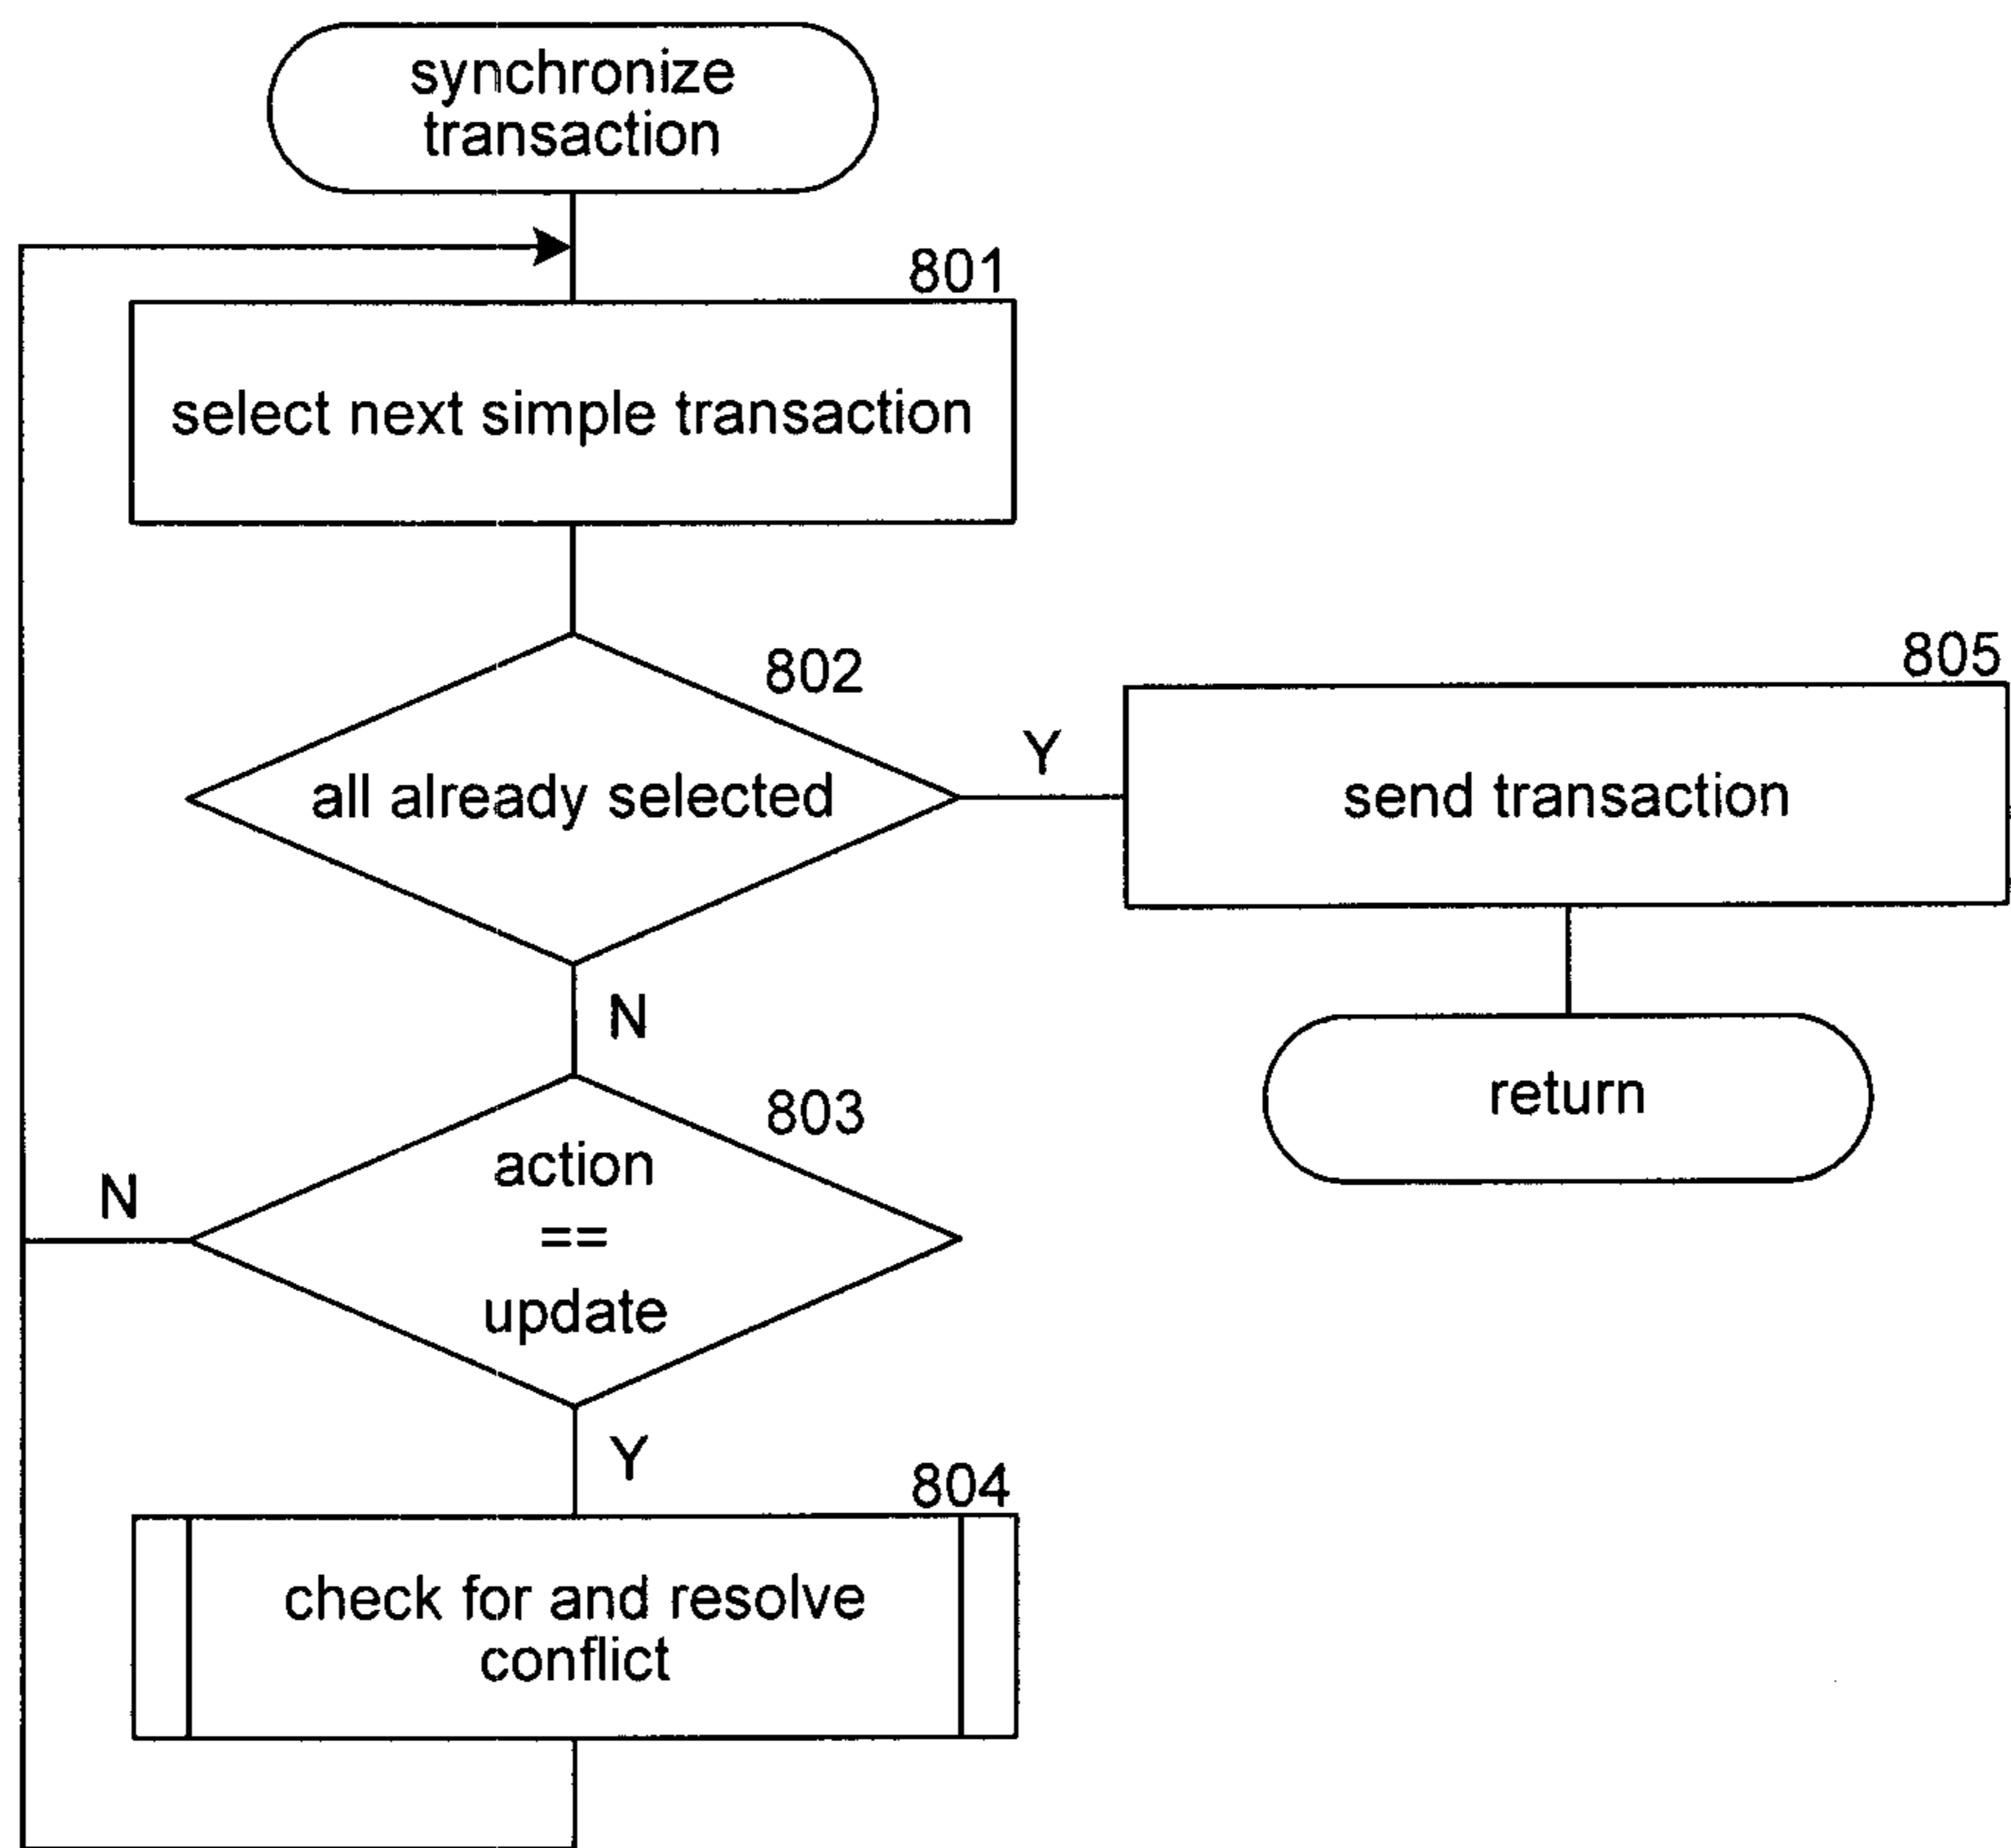 synchronize
transaction
801
select next simple transaction
802
all already selected
Y
805
send transaction
N
return
803
action
==
update
N
Y
804
check for and resolve
conflict